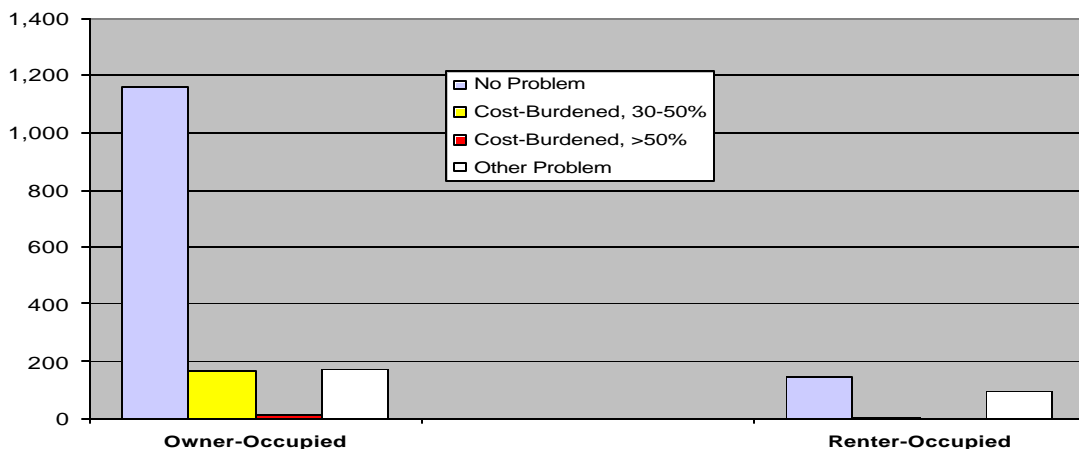 1,400
1,200
1,000
800
600
400
200
0
No Problem
Cost-Burdened, 30-50%
Cost-Burdened, >50%
Other Problem
Owner-Occupied
Renter-Occupied